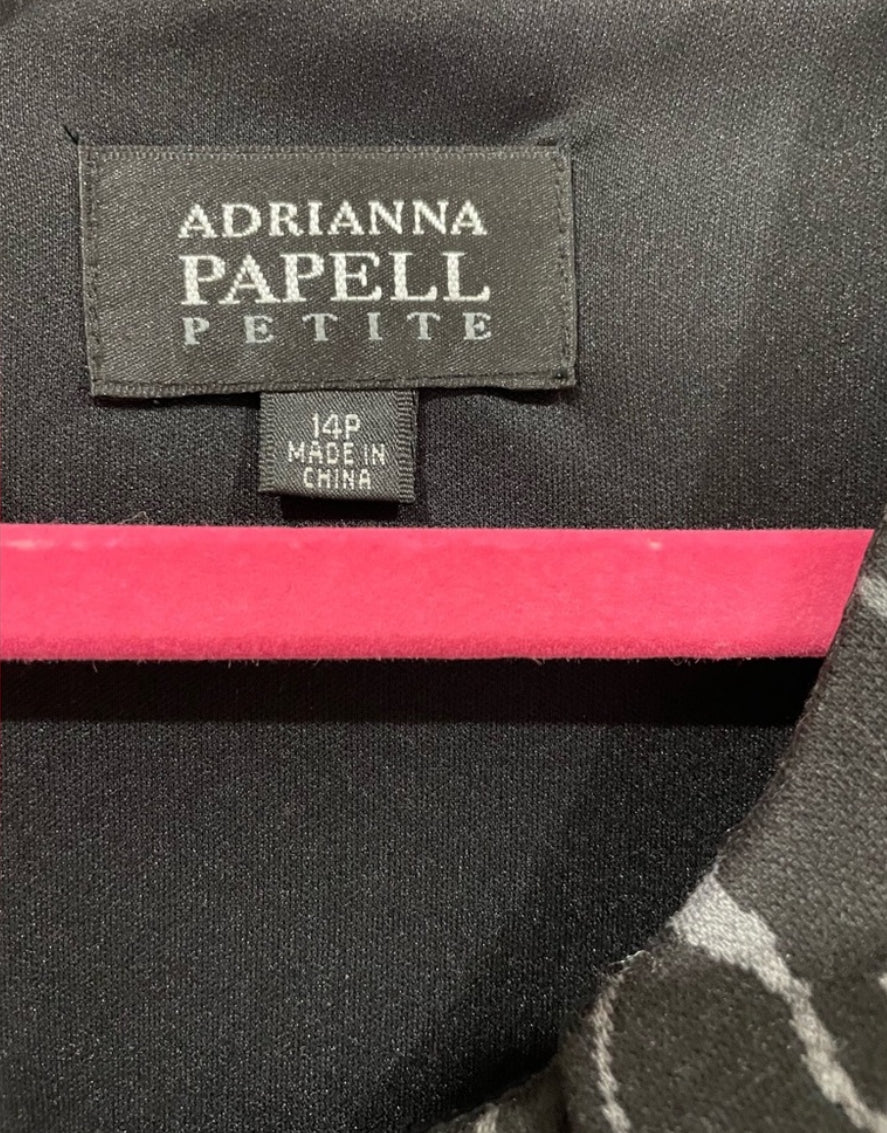 ADRIANNA
PAPELL
PETITE
14P
MADE IN
CHINA